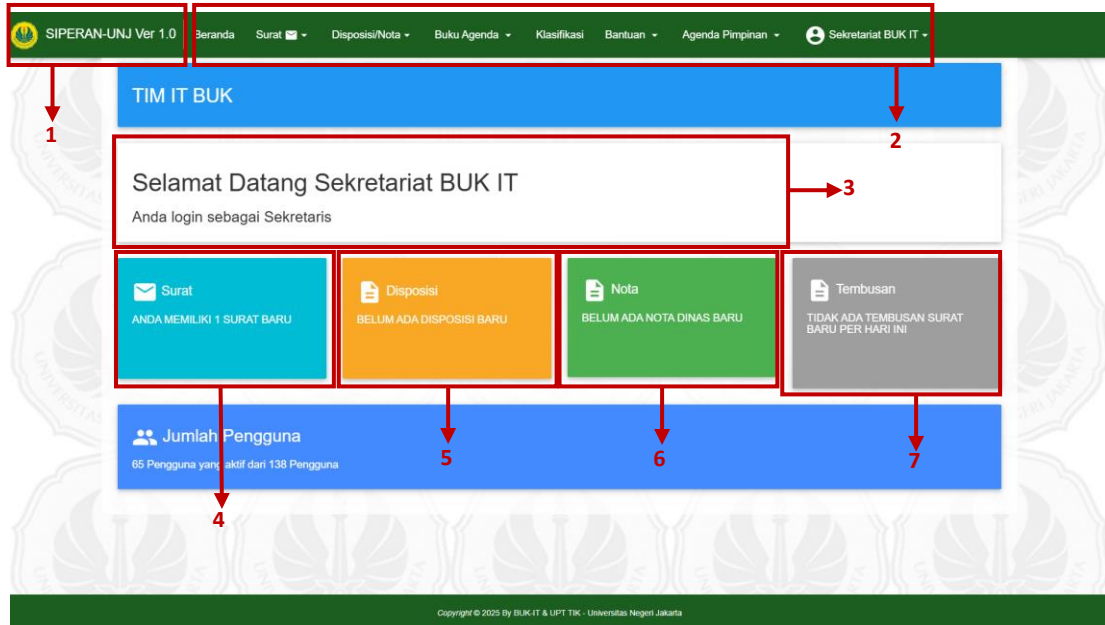 SIPERAN-UNJ Ver 1.0 Beranda Surat Disposisi/Nota Buku Agenda Klasifikasi Bantuan Agenda Pimpinan Sekretariat BUK IT
TIM IT BUK
1
2
Selamat Datang Sekretariat BUK IT
3
Anda login sebagai Sekretaris
Surat
ANDA MEMILIKI 1 SURAT BARU
Disposisi
BELUM ADA DISPOSISI BARU
Nota
BELUM ADA NOTA DINAS BARU
Tembusan
TIDAK ADA TEMBUSAN SURAT
BARU PER HARI INI
Jumlah Pengguna
65 Pengguna yang aktif dari 138 Pengguna
5
6
7
4
Copyright © 2025 By BUK-IT & UPT TIK - Universitas Negeri Jakarta